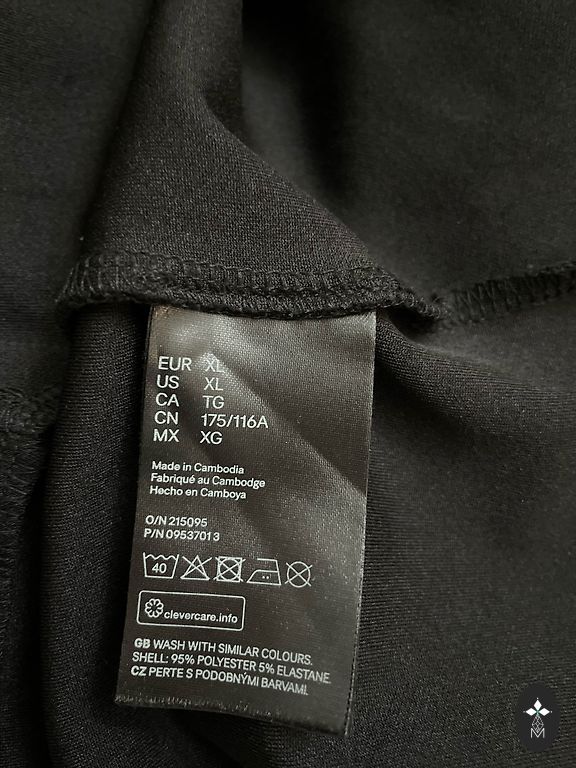 EUR XL
US XL
CA TG
CN 175/116A
MX XG
Made in Cambodia
Fabriqué au Cambodge
Hecho en Camboya
O/N 215095
P/N 09537013
40
clevercare.info
GB WASH WITH SIMILAR COLOURS.
SHELL: 95% POLYESTER 5% ELASTANE.
CZ PERTE S PODOBNÝMI BARVAMI.
M